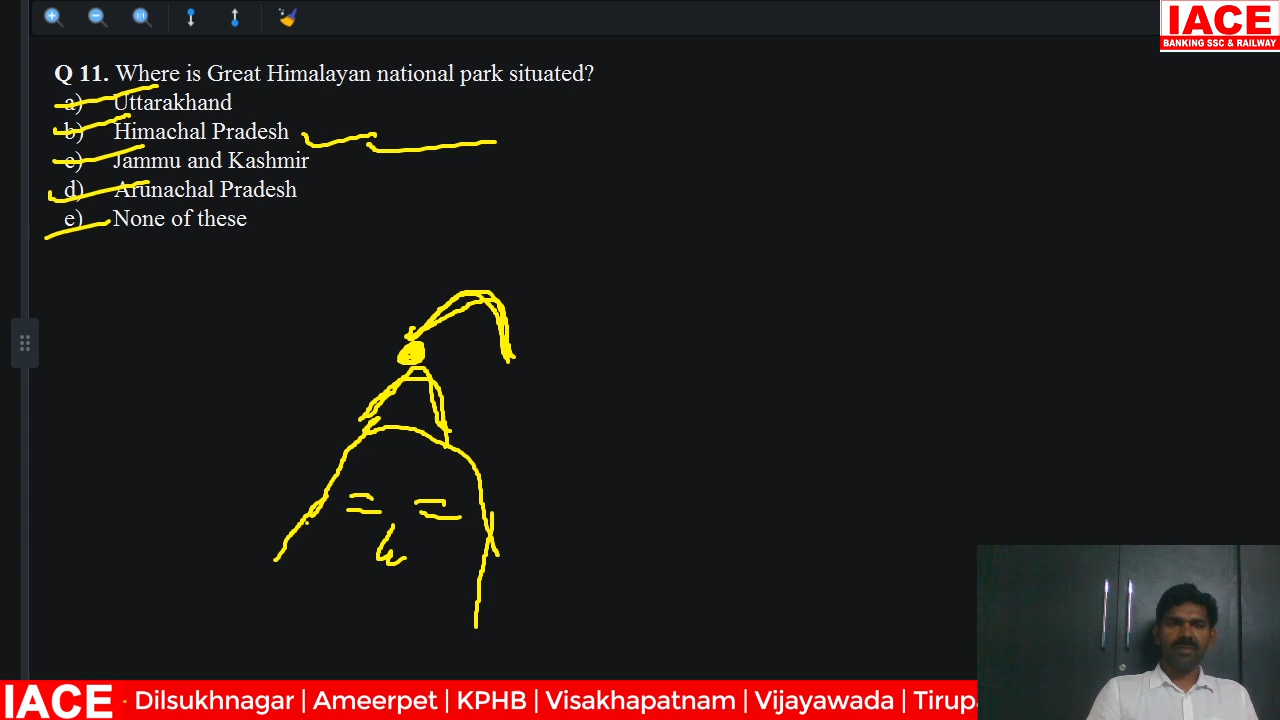 IACE
BANKING SSC & RAILWAY
Q 11. Where is Great Himalayan national park situated?
a) Uttarakhand
b) Himachal Pradesh
c) Jammu and Kashmir
d) Arunachal Pradesh
e) None of these
IACE - Dilsukhnagar | Ameerpet | KPHB | Visakhapatnam | Vijayawada | Tirupa